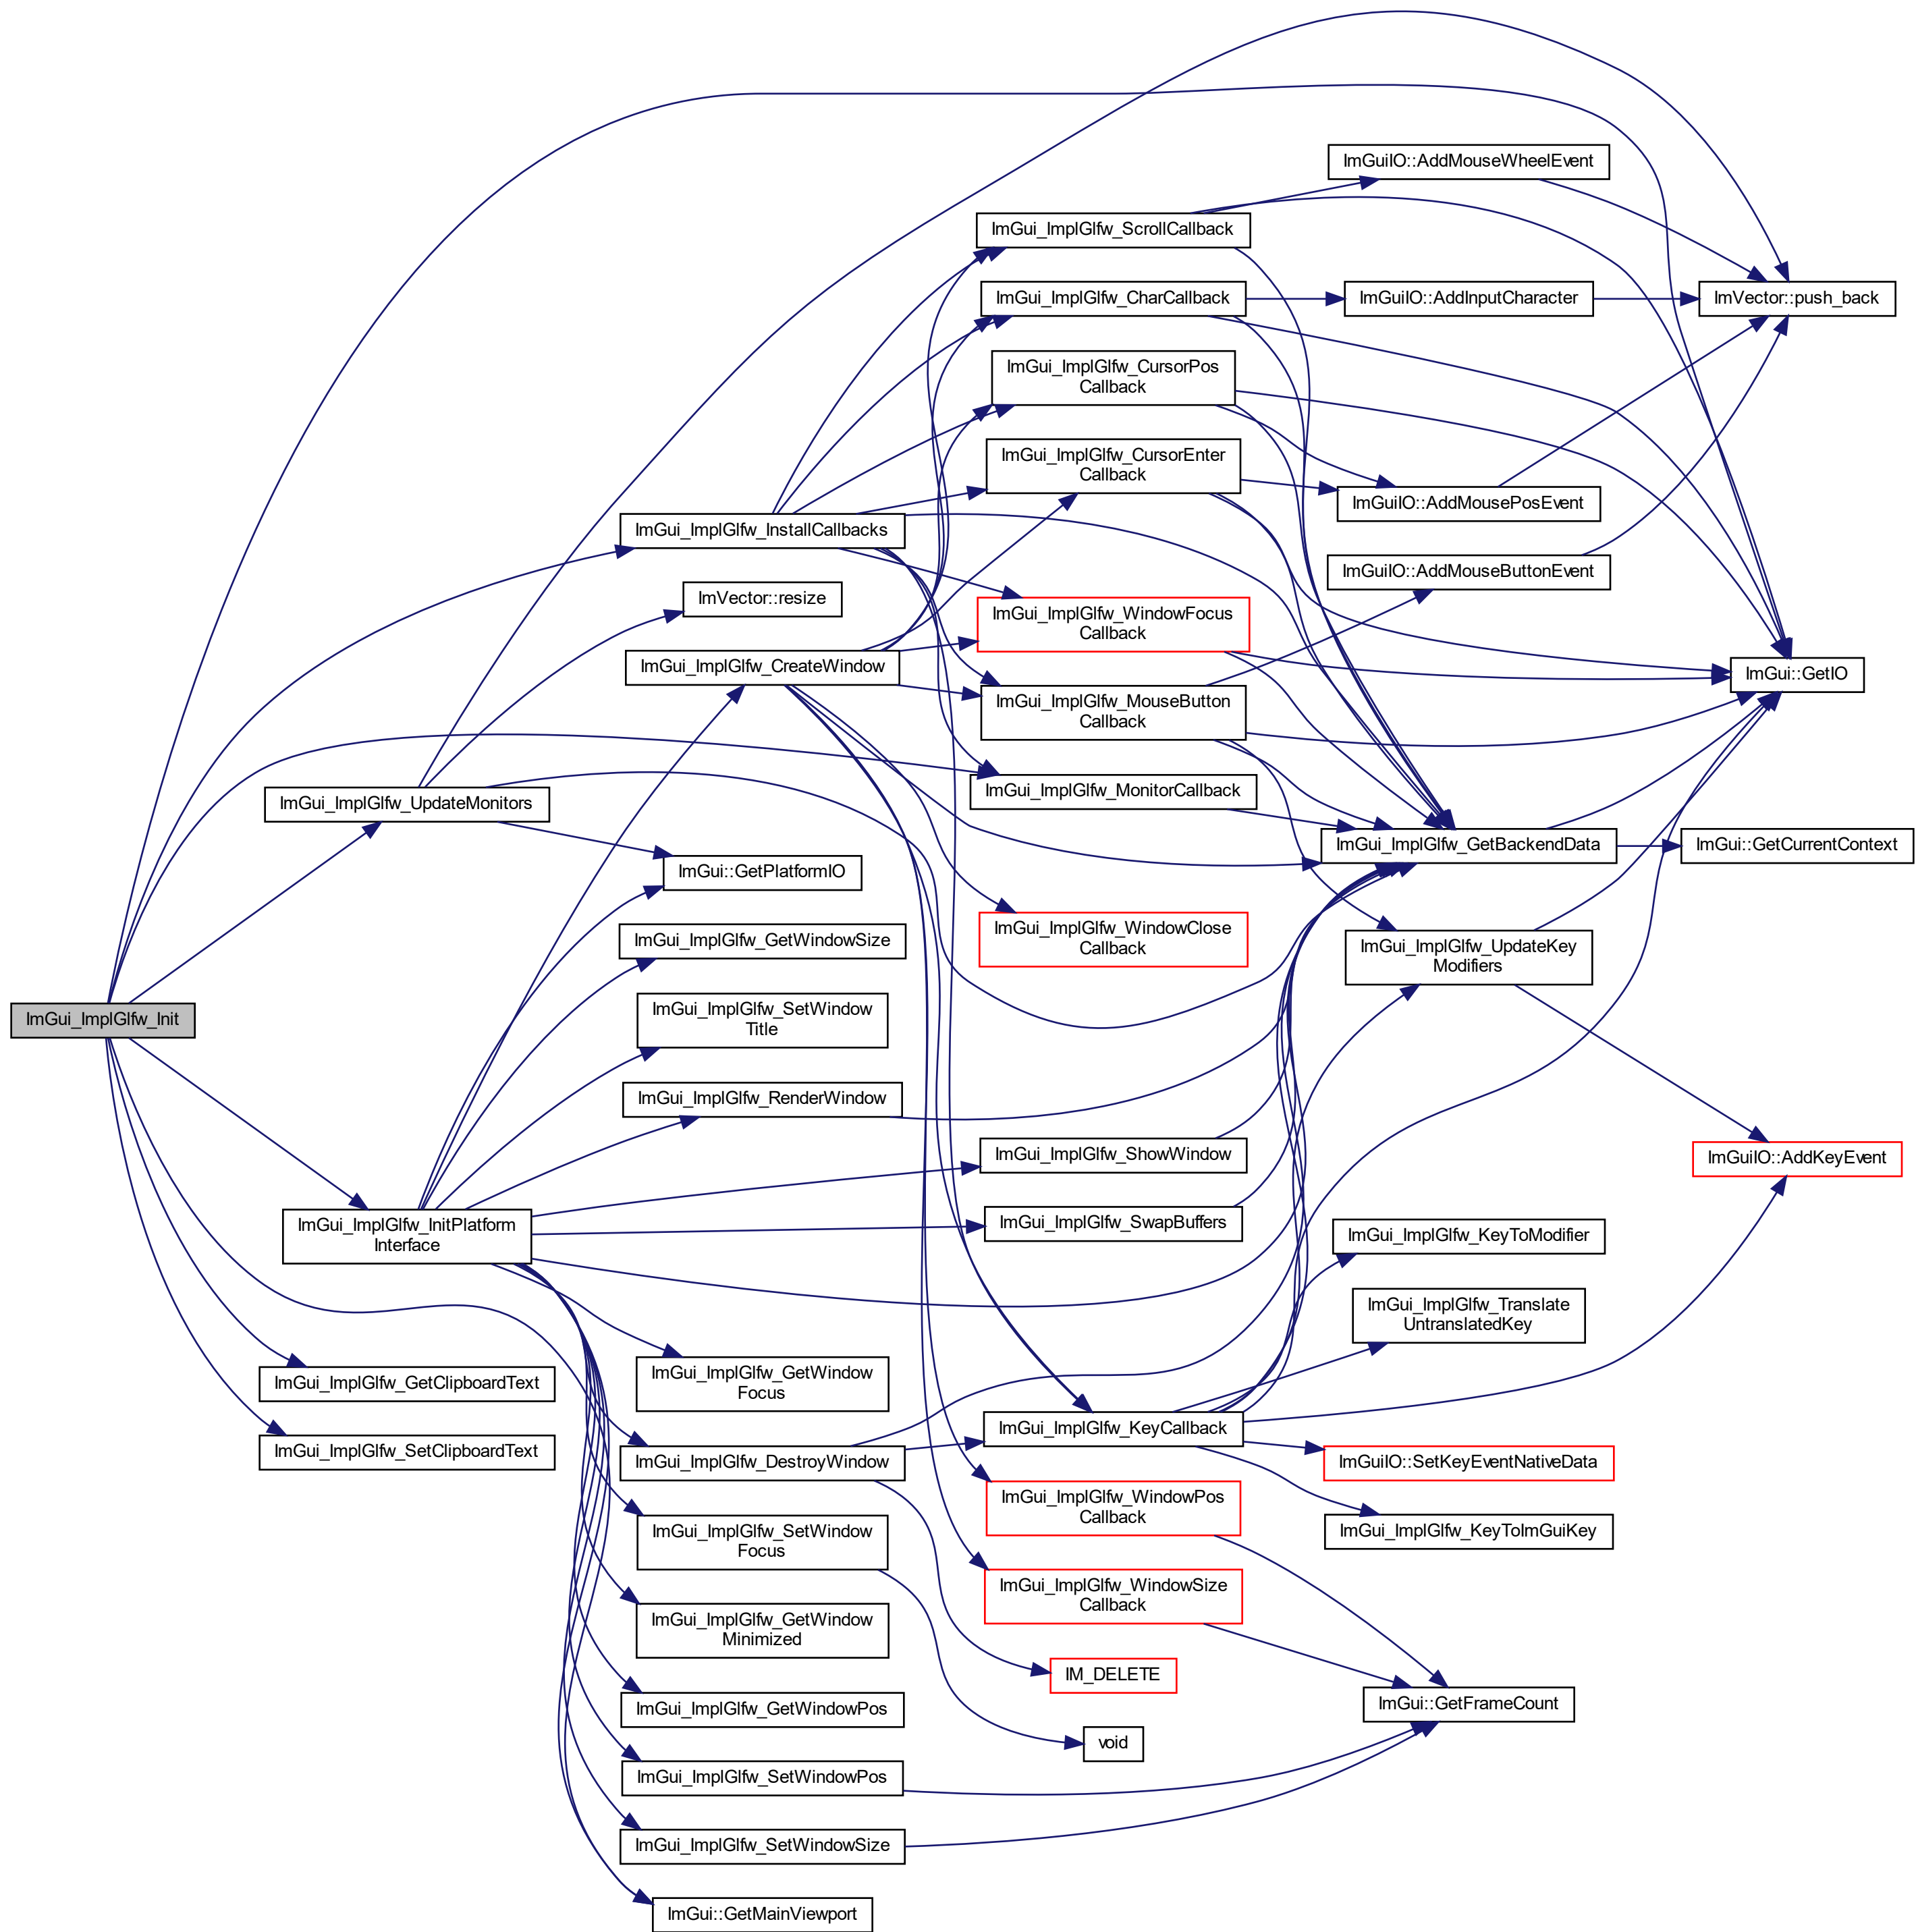 ImGuiIO::AddMouseWheelEvent
ImGui_ImplGlfw_ScrollCallback
ImGui_ImplGlfw_CharCallback
ImGuiIO::AddInputCharacter
ImVector::push_back
ImGui_ImplGlfw_CursorPos
Callback
ImGui_ImplGlfw_CursorEnter
Callback
ImGuiIO::AddMousePosEvent
ImGui_ImplGlfw_InstallCallbacks
ImGuiIO::AddMouseButtonEvent
ImVector::resize
ImGui_ImplGlfw_WindowFocus
Callback
ImGui_ImplGlfw_CreateWindow
ImGui::GetIO
ImGui_ImplGlfw_MouseButton
Callback
ImGui_ImplGlfw_MonitorCallback
ImGui_ImplGlfw_UpdateMonitors
ImGui_ImplGlfw_GetBackendData
ImGui::GetCurrentContext
ImGui::GetPlatformIO
ImGui_ImplGlfw_GetWindowSize
ImGui_ImplGlfw_WindowClose
Callback
ImGui_ImplGlfw_UpdateKey
Modifiers
ImGui_ImplGlfw_Init
ImGui_ImplGlfw_SetWindow
Title
ImGui_ImplGlfw_RenderWindow
ImGui_ImplGlfw_ShowWindow
ImGuiIO::AddKeyEvent
ImGui_ImplGlfw_InitPlatform
Interface
ImGui_ImplGlfw_SwapBuffers
ImGui_ImplGlfw_KeyToModifier
ImGui_ImplGlfw_Translate
UntranslatedKey
ImGui_ImplGlfw_GetClipboardText
ImGui_ImplGlfw_GetWindow
Focus
ImGui_ImplGlfw_KeyCallback
ImGui_ImplGlfw_SetClipboardText
ImGui_ImplGlfw_DestroyWindow
ImGuiIO::SetKeyEventNativeData
ImGui_ImplGlfw_WindowPos
Callback
ImGui_ImplGlfw_KeyToImGuiKey
ImGui_ImplGlfw_SetWindow
Focus
ImGui_ImplGlfw_WindowSize
Callback
ImGui_ImplGlfw_GetWindow
Minimized
IM_DELETE
ImGui_ImplGlfw_GetWindowPos
ImGui::GetFrameCount
void
ImGui_ImplGlfw_SetWindowPos
ImGui_ImplGlfw_SetWindowSize
ImGui::GetMainViewport